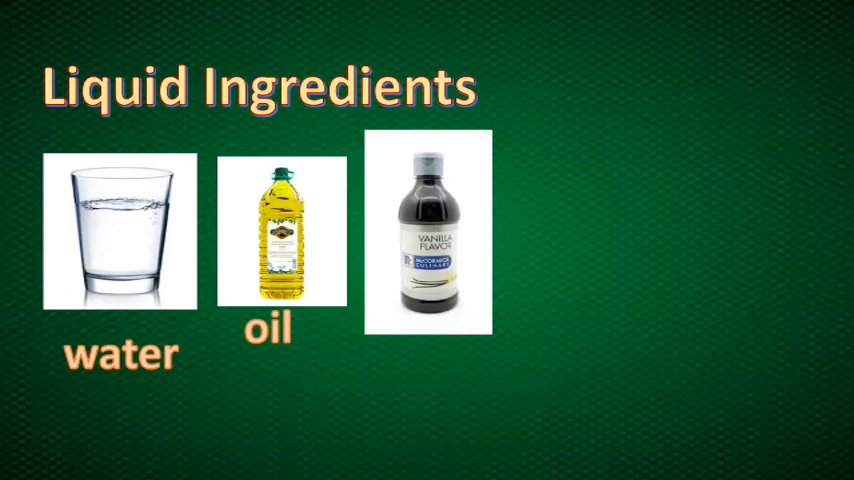 Liquid Ingredients
VANILLA
FLAVOR
McCORMICK
CULINARY
oil
water